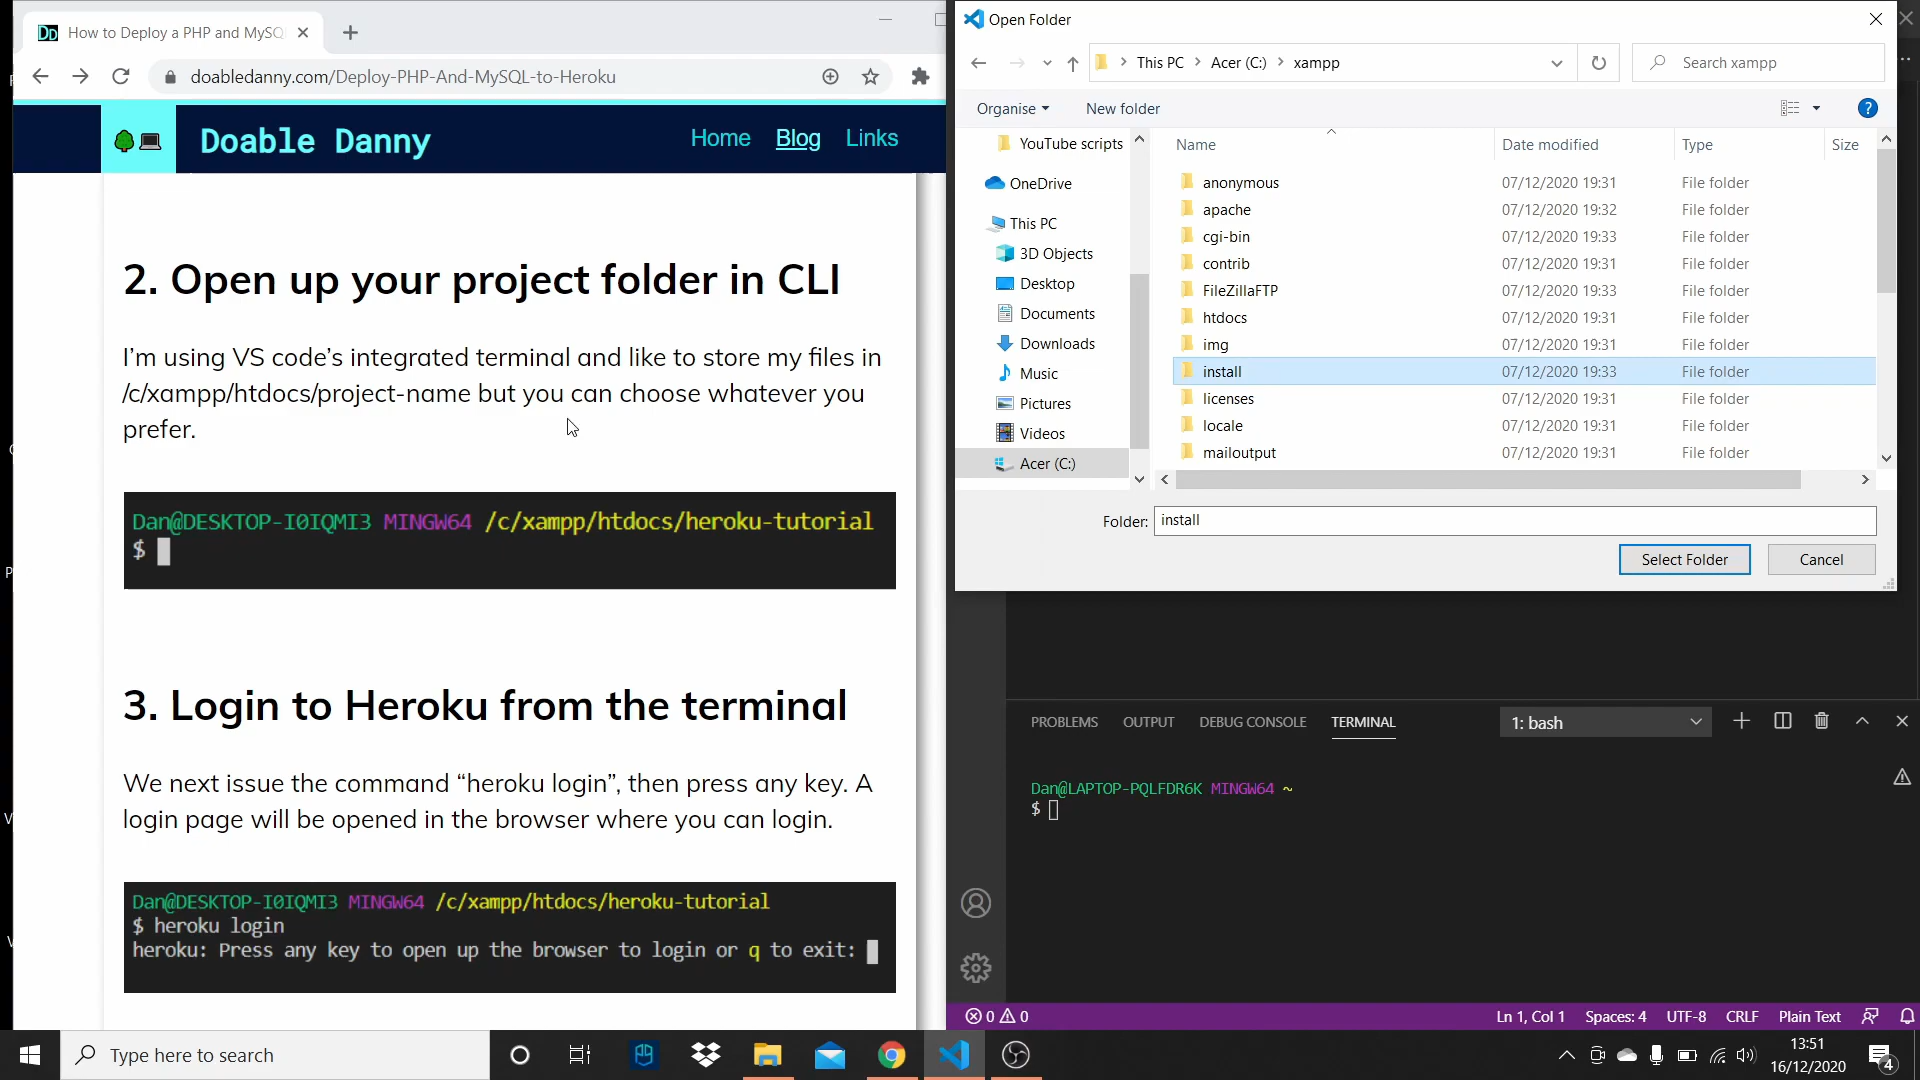 How to Deploy a PHP and MySQ
doabledanny.com/Deploy-PHP-And-MySQL-to-Heroku
Doable Danny
Home
Blog
Links
2. Open up your project folder in CLI
I'm using VS code's integrated terminal and like to store my files in
/c/xampp/htdocs/project-name but you can choose whatever you
prefer.
Dan@DESKTOP-I0IQMI3 MINGW64 /c/xampp/htdocs/heroku-tutorial
$
3. Login to Heroku from the terminal
We next issue the command “heroku login”, then press any key. A
login page will be opened in the browser where you can login.
Dan@DESKTOP-I0IQMI3 MINGW64 /c/xampp/htdocs/heroku-tutorial
$ heroku login
heroku: Press any key to open up the browser to login or q to exit:
Open Folder
This PC > Acer (C:) > xampp
Search xampp
Organise
New folder
YouTube scripts
OneDrive
This PC
3D Objects
Desktop
Documents
Downloads
Music
Pictures
Videos
Acer (C:)
Name Date modified Type Size
anonymous 07/12/2020 19:31 File folder
apache 07/12/2020 19:32 File folder
cgi-bin 07/12/2020 19:33 File folder
contrib 07/12/2020 19:31 File folder
FileZillaFTP 07/12/2020 19:33 File folder
htdocs 07/12/2020 19:31 File folder
img 07/12/2020 19:31 File folder
install 07/12/2020 19:33 File folder
licenses 07/12/2020 19:31 File folder
locale 07/12/2020 19:31 File folder
mailoutput 07/12/2020 19:31 File folder
Folder: install
Select Folder
Cancel
PROBLEMS OUTPUT DEBUG CONSOLE TERMINAL
1: bash
Dan@LAPTOP-PQLFDR6K MINGW64 ~
$
0 0
Ln 1, Col 1 Spaces: 4 UTF-8 CRLF Plain Text
Type here to search
13:51
16/12/2020
4